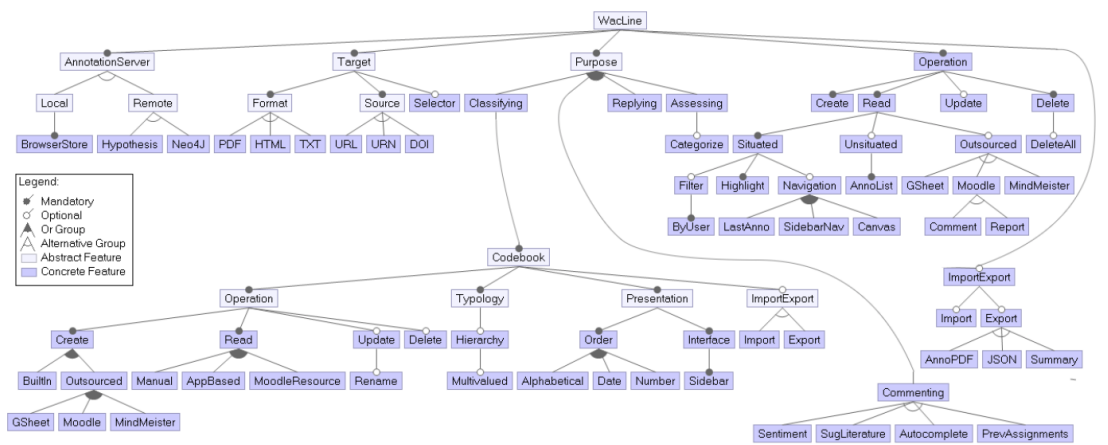 WacLine
AnnotationServer Target Purpose Operation
Local Remote Format Source Selector Classifying Replying Assessing Create Read Update Delete
BrowserStore Hypothesis Neo4J PDF HTML TXT URL URN DOI Categorize Situated Unsituated Outsourced DeleteAll
Filter Highlight Navigation AnnoList GSheet Moodle MindMeister
ByUser LastAnno SidebarNav Canvas Comment Report
Legend:
Mandatory
Optional
Or Group
Alternative Group
Abstract Feature
Concrete Feature
Codebook ImportExport
Operation Typology Presentation ImportExport Import Export
Create Read Update Delete Hierarchy Order Interface Import Export AnnoPDF JSON Summary
BuiltIn Outsourced Manual AppBased MoodleResource Rename Multivalued Alphabetical Date Number Sidebar
~
Commenting
GSheet Moodle MindMeister Sentiment SugLiterature Autocomplete PrevAssignments